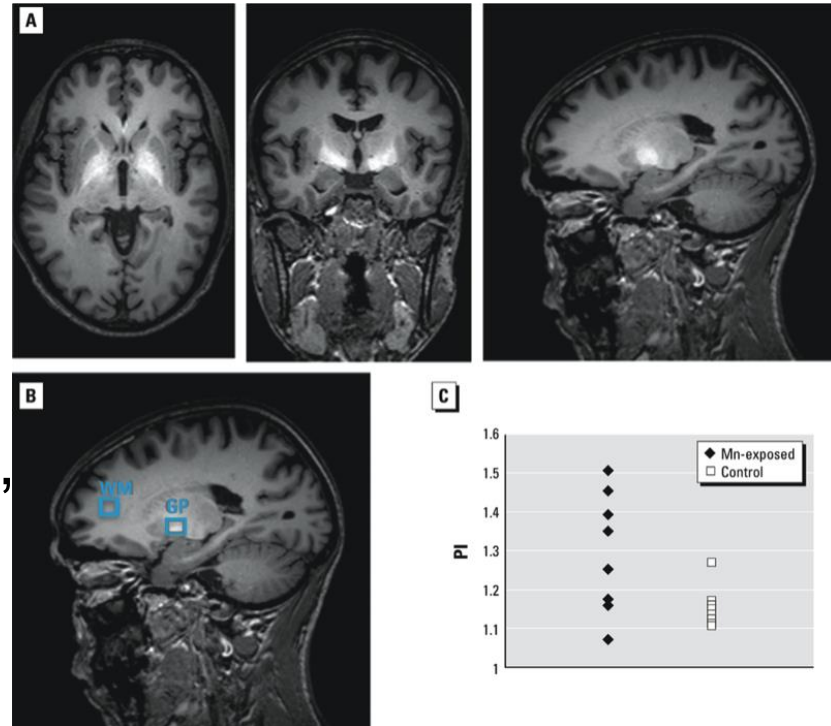 A
B
WM
GP
,
C
1.6
1.5
1.4
1.3
1.2
1.1
1
PI
Mn-exposed
Control